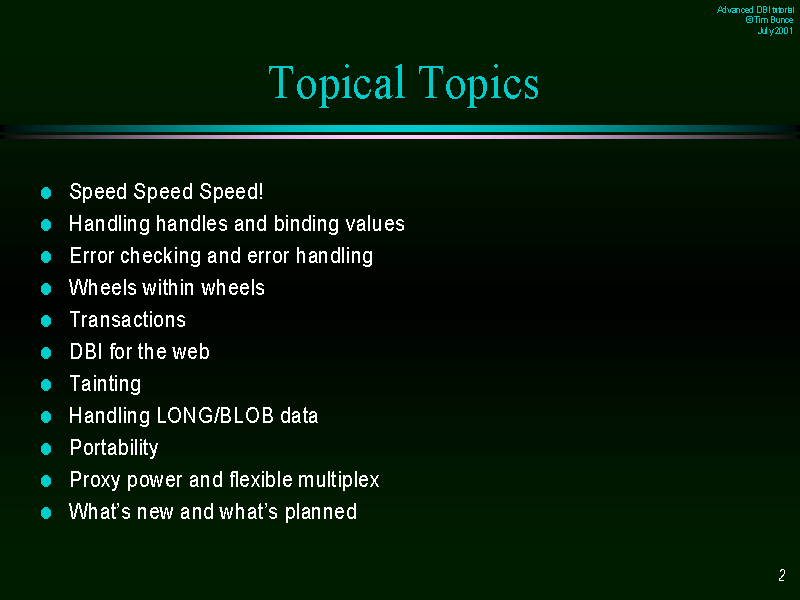 Advanced DBI tutorial
© Tim Bunce
July 2001
Topical Topics
Speed Speed Speed!
Handling handles and binding values
Error checking and error handling
Wheels within wheels
Transactions
DBI for the web
Tainting
Handling LONG/BLOB data
Portability
Proxy power and flexible multiplex
What’s new and what’s planned
2